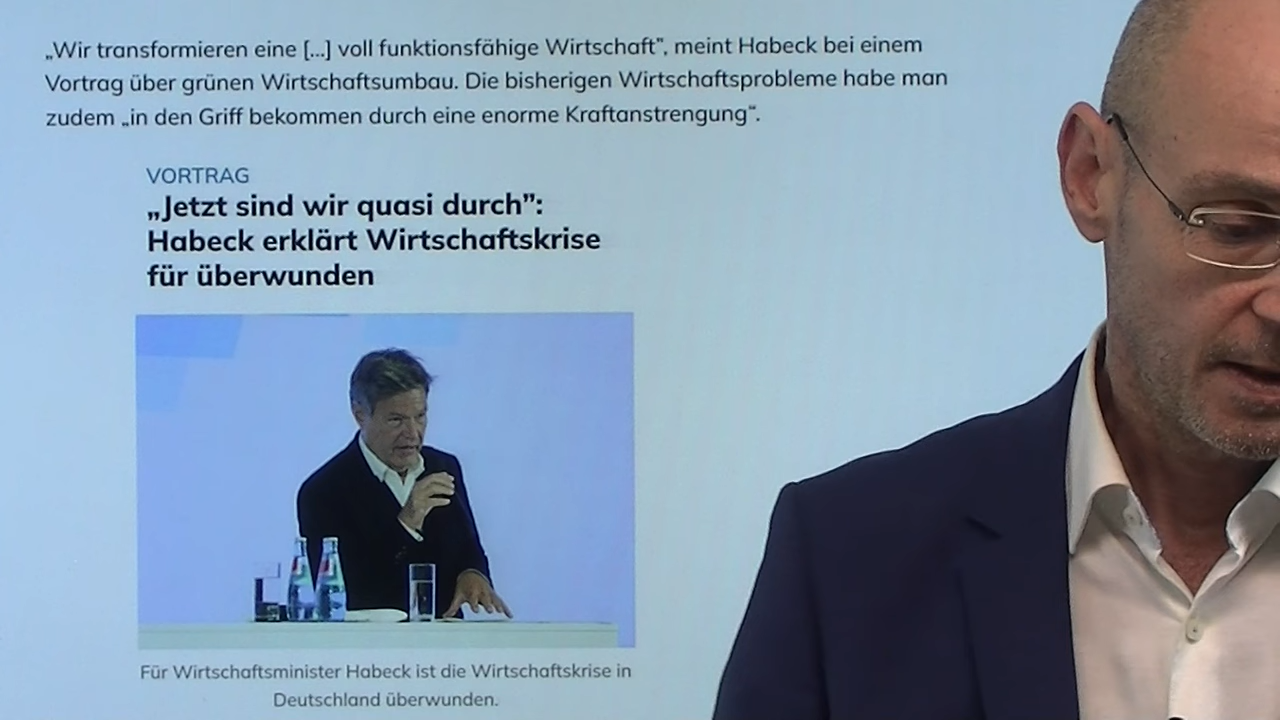 „Wir transformieren eine [...] voll funktionsfähige Wirtschaft”, meint Habeck bei einem
Vortrag über grünen Wirtschaftsumbau. Die bisherigen Wirtschaftsprobleme habe man
zudem „in den Griff bekommen durch eine enorme Kraftanstrengung“.
VORTRAG
„Jetzt sind wir quasi durch”:
Habeck erklärt Wirtschaftskrise
für überwunden
Für Wirtschaftsminister Habeck ist die Wirtschaftskrise in
Deutschland überwunden.